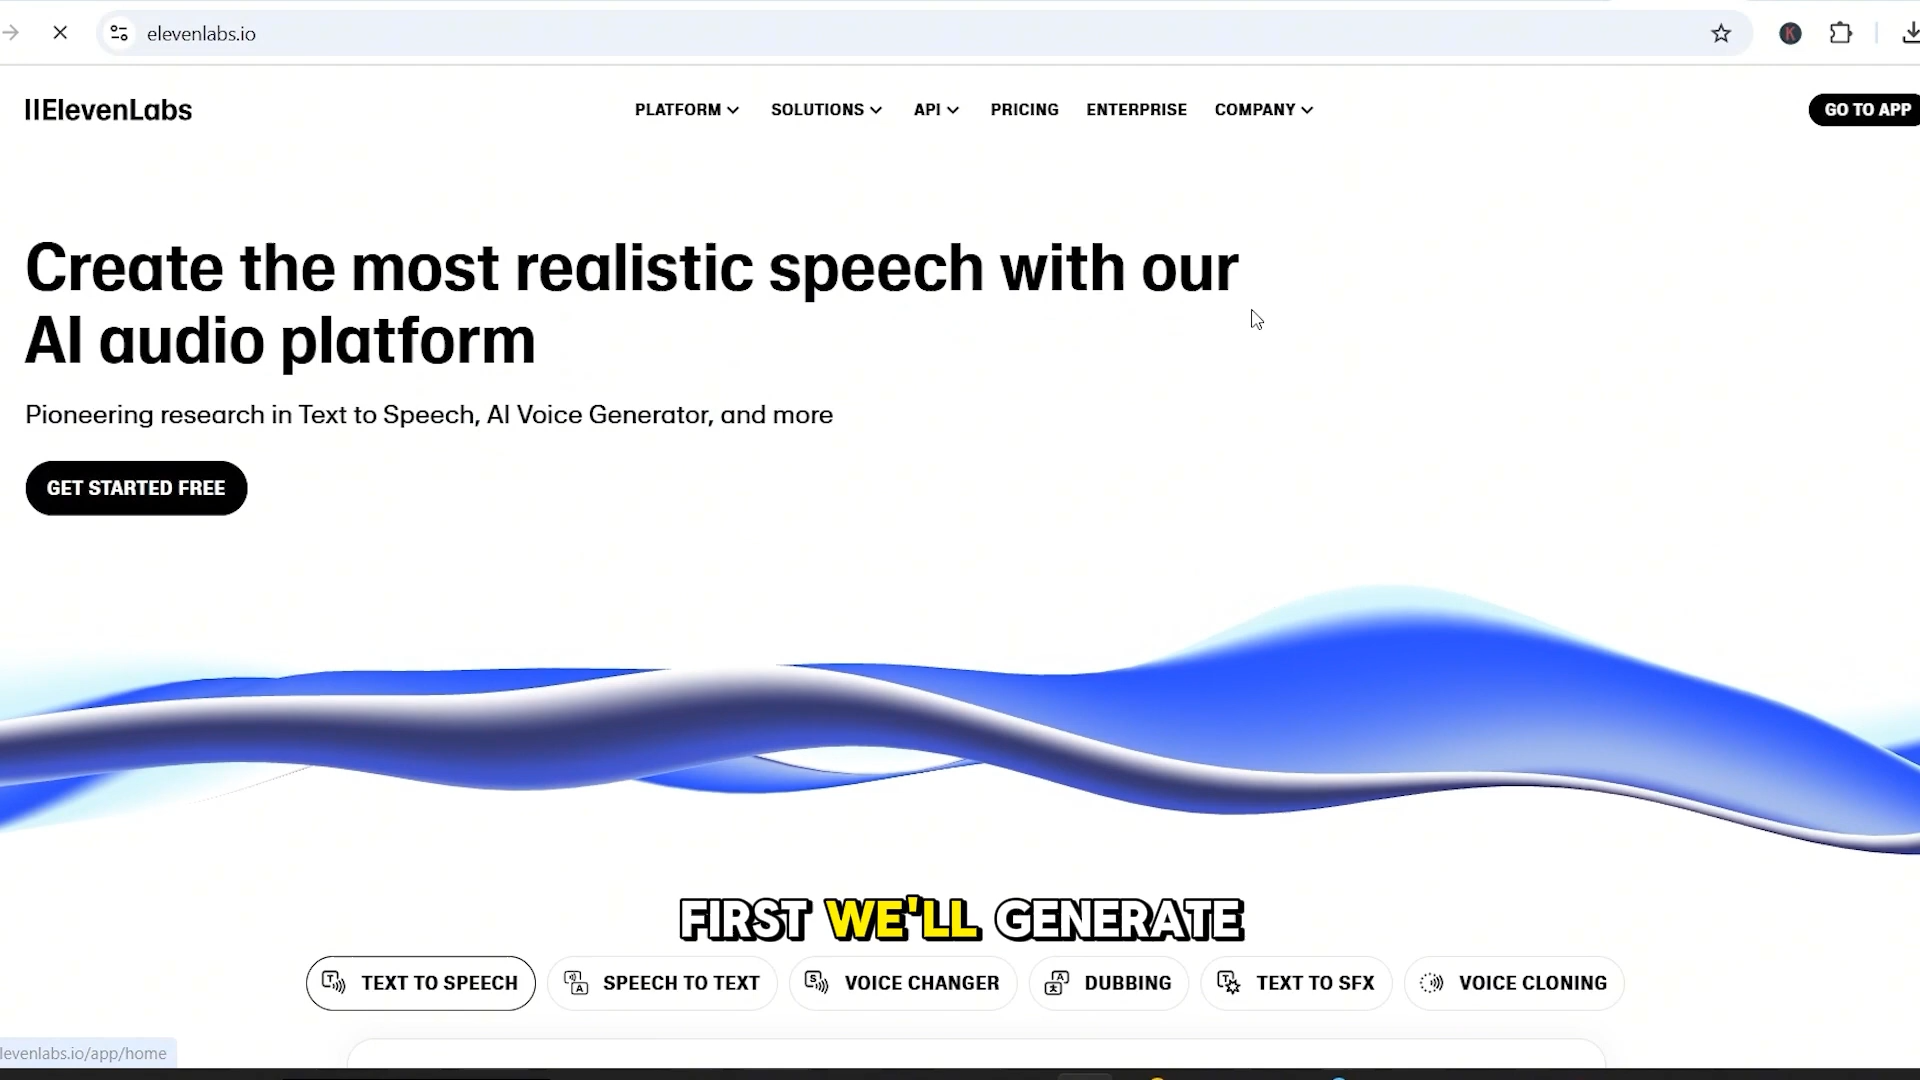 elevenlabs.io
K
IIElevenLabs
PLATFORM
SOLUTIONS
API
PRICING
ENTERPRISE
COMPANY
GO TO APP
Create the most realistic speech with our
AI audio platform
Pioneering research in Text to Speech, AI Voice Generator, and more
GET STARTED FREE
FIRST WE'LL GENERATE
TEXT TO SPEECH
SPEECH TO TEXT
VOICE CHANGER
DUBBING
TEXT TO SFX
VOICE CLONING
levenlabs.io/app/home